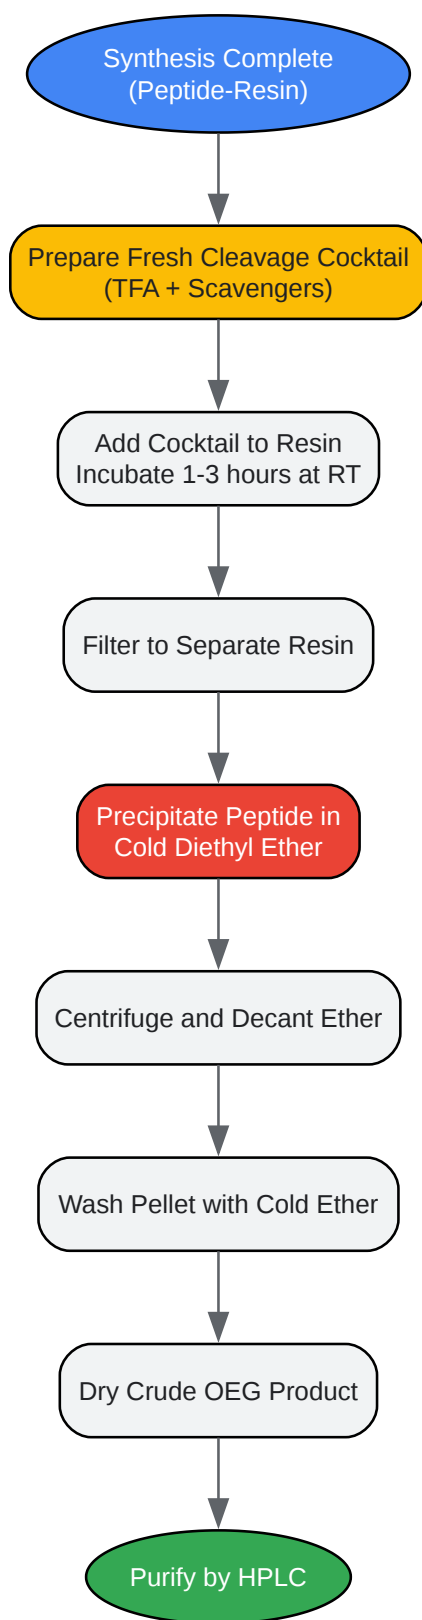 Synthesis Complete
(Peptide-Resin)
Prepare Fresh Cleavage Cocktail
(TFA + Scavengers)
Add Cocktail to Resin
Incubate 1-3 hours at RT
Filter to Separate Resin
Precipitate Peptide in
Cold Diethyl Ether
Centrifuge and Decant Ether
Wash Pellet with Cold Ether
Dry Crude OEG Product
Purify by HPLC